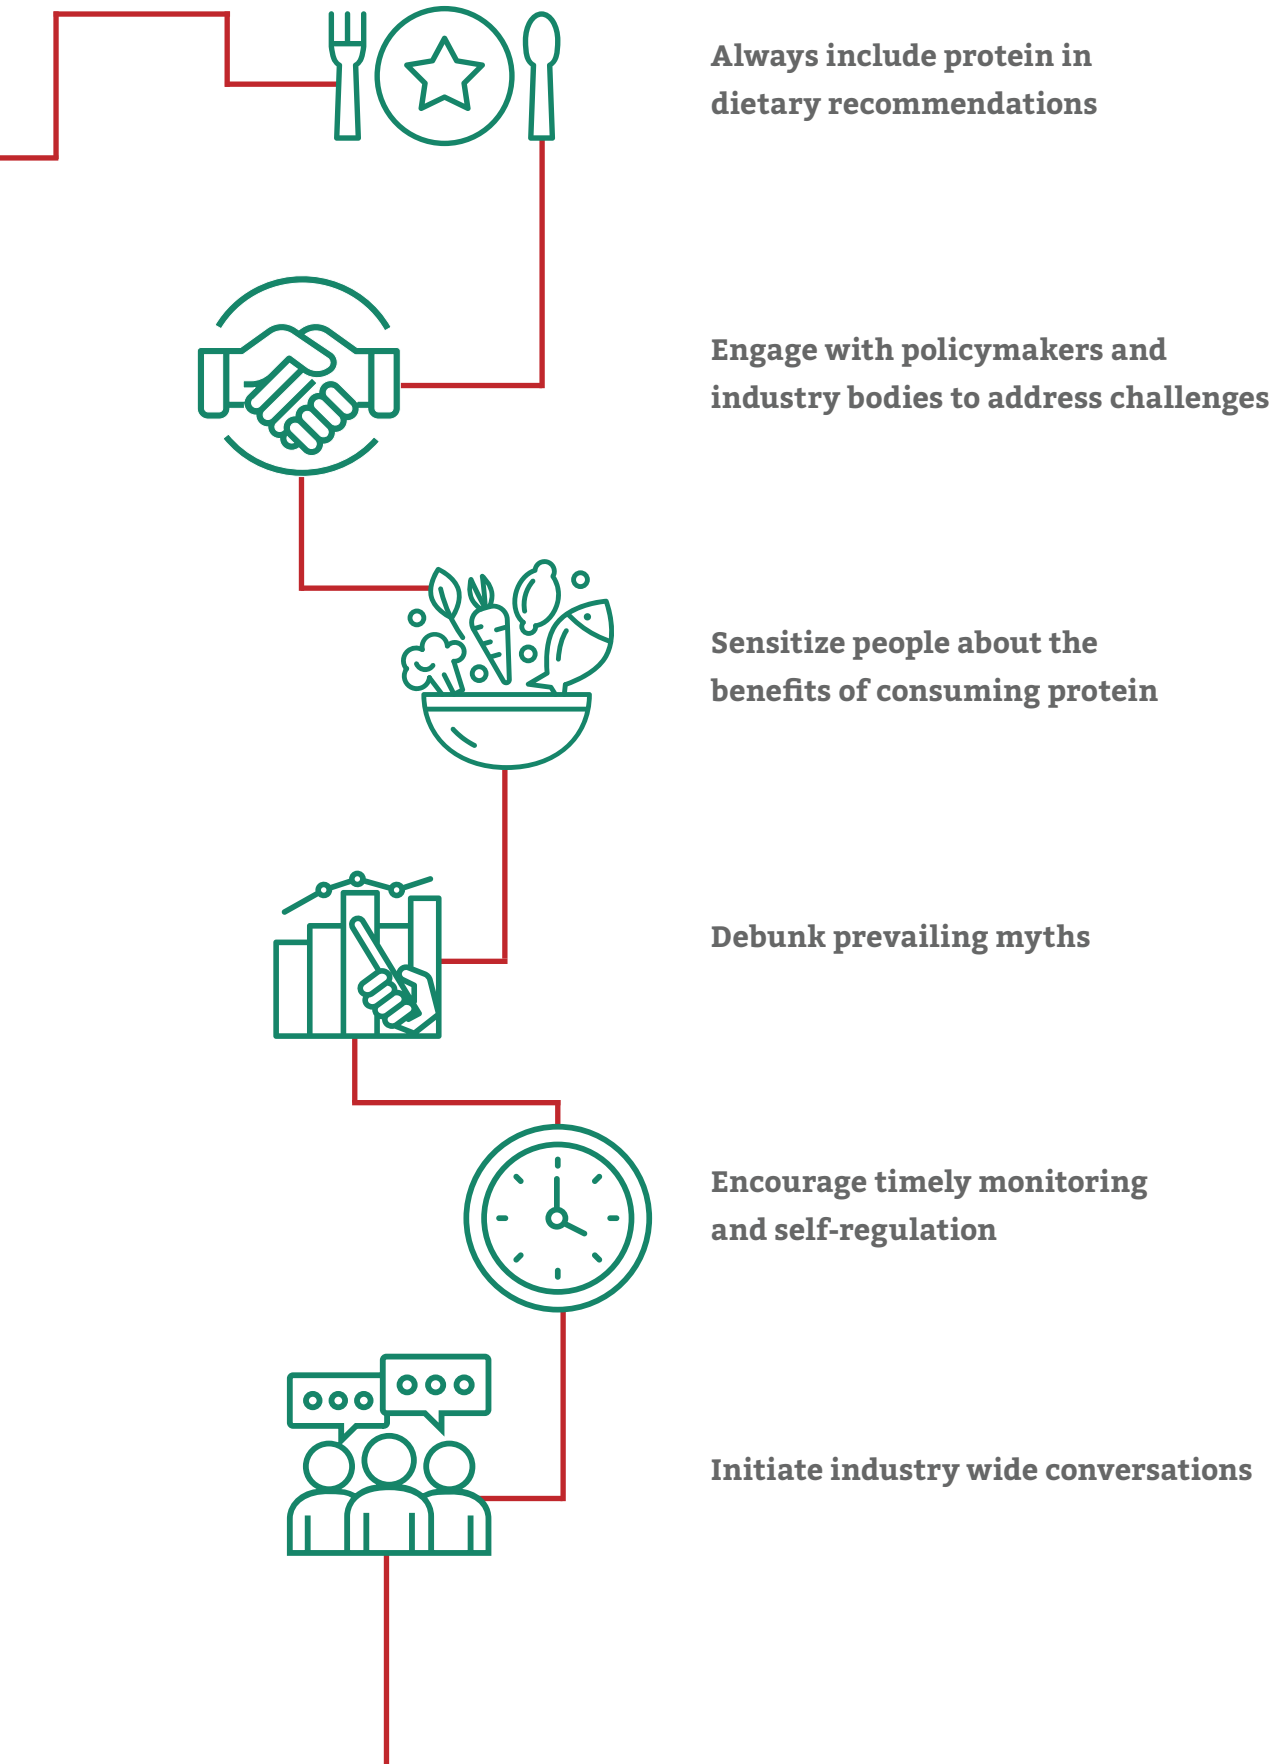 Always include protein in
dietary recommendations
Engage with policymakers and
industry bodies to address challenges
Sensitize people about the
benefits of consuming protein
Debunk prevailing myths
Encourage timely monitoring
and self-regulation
Initiate industry wide conversations